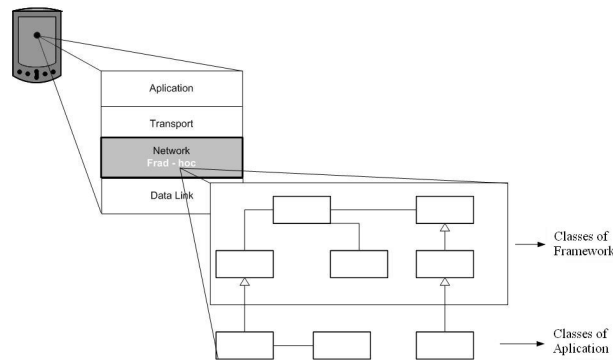 Aplication
Transport
Network
Frad - hoc
Data Link
Classes of
Framework
Classes of
Aplication